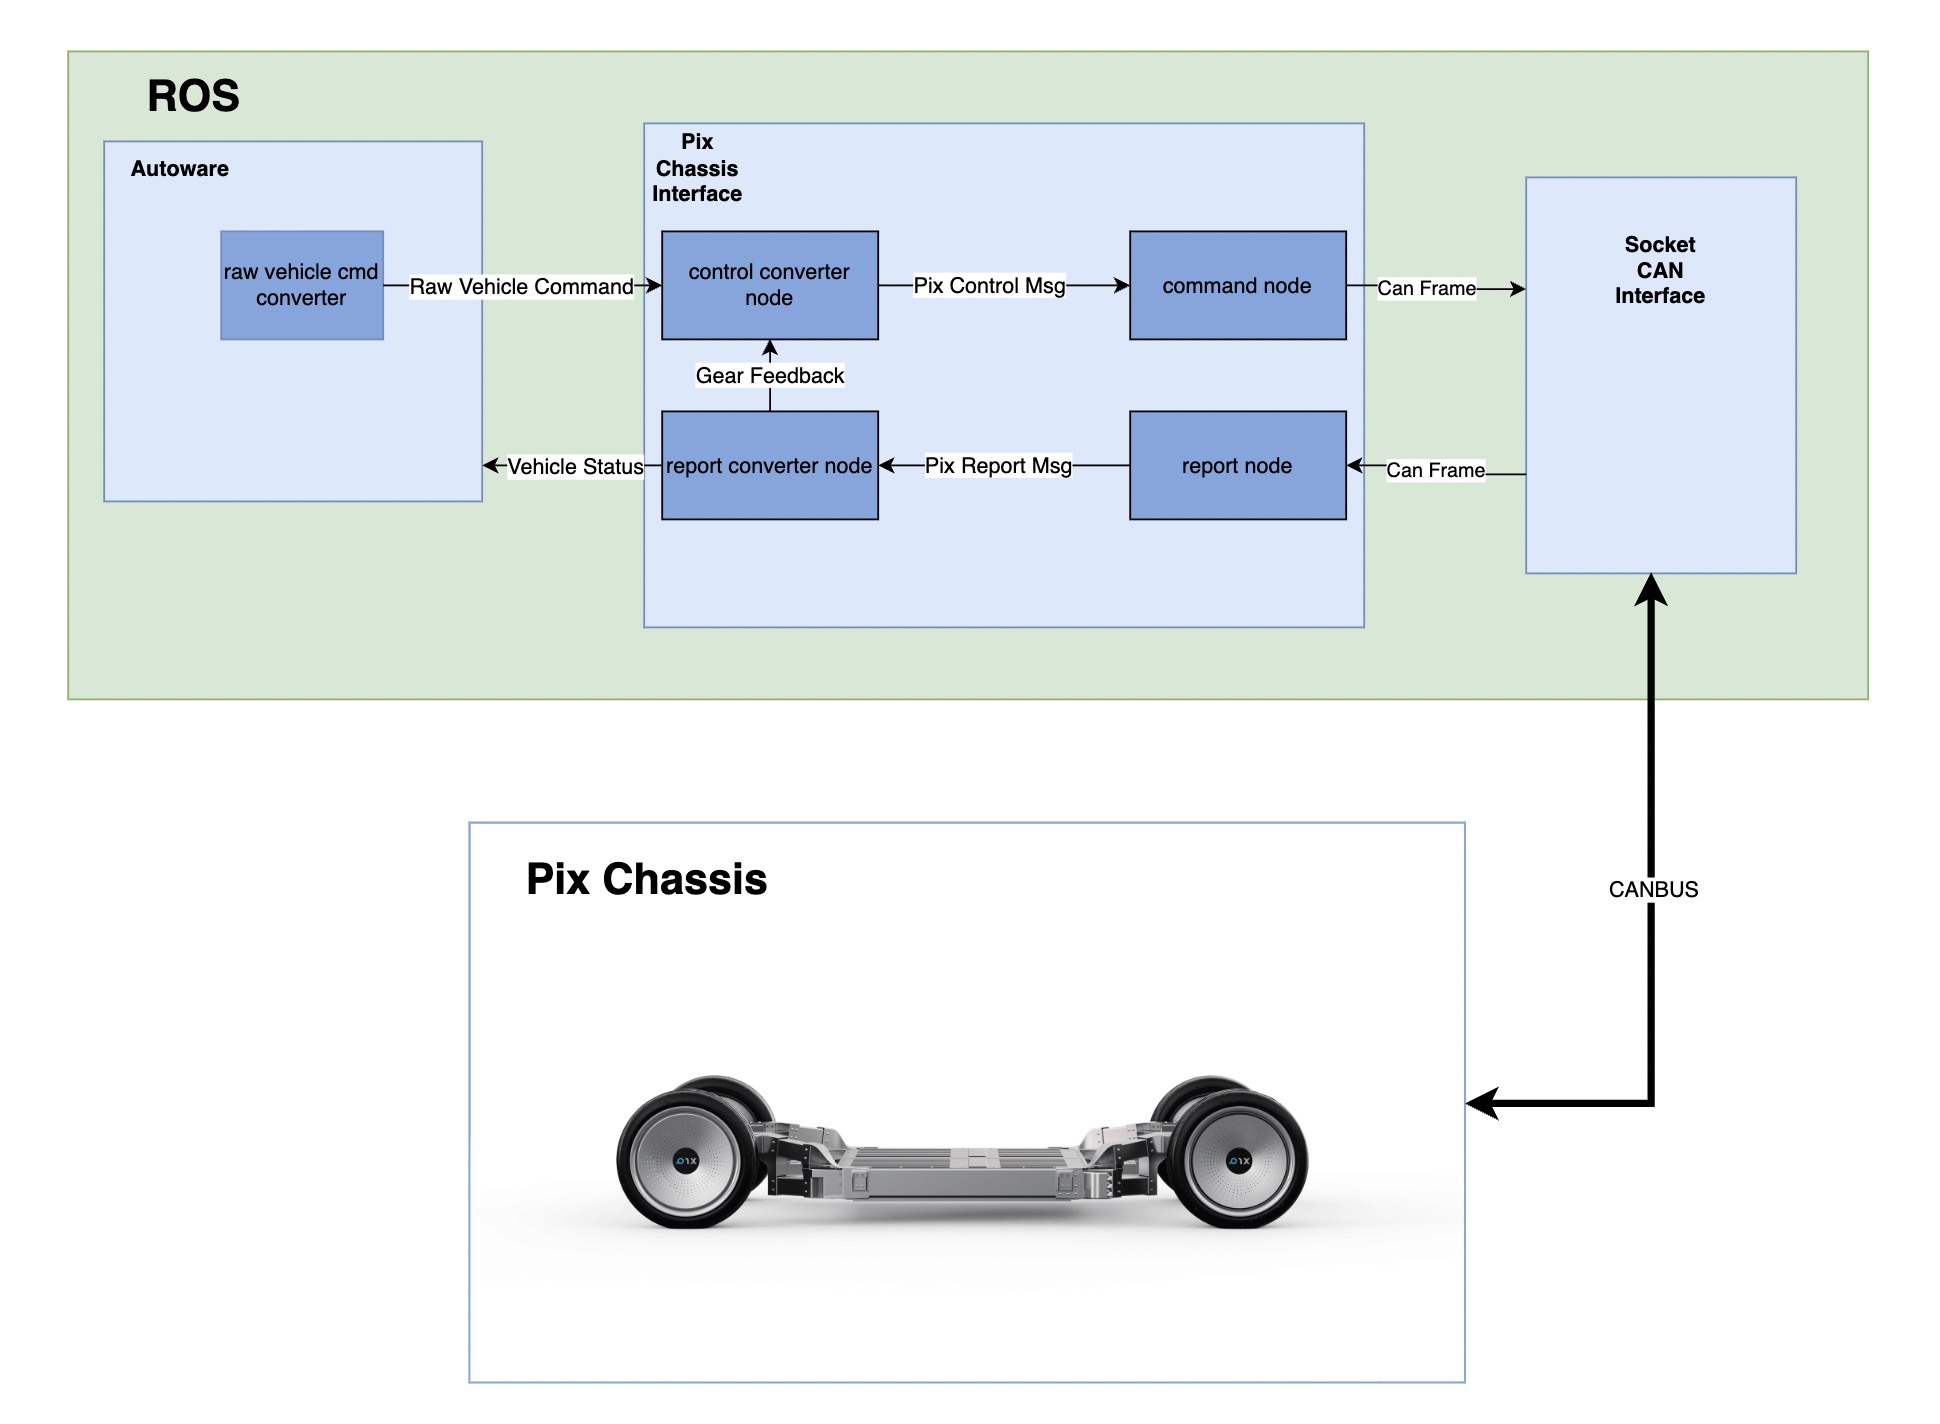 ROS
Autoware
Pix
Chassis
Interface
raw vehicle cmd
converter
Raw Vehicle Command
control converter
node
Pix Control Msg
command node
Can Frame
Socket
CAN
Interface
Gear Feedback
Vehicle Status
report converter node
Pix Report Msg
report node
Can Frame
CANBUS
Pix Chassis